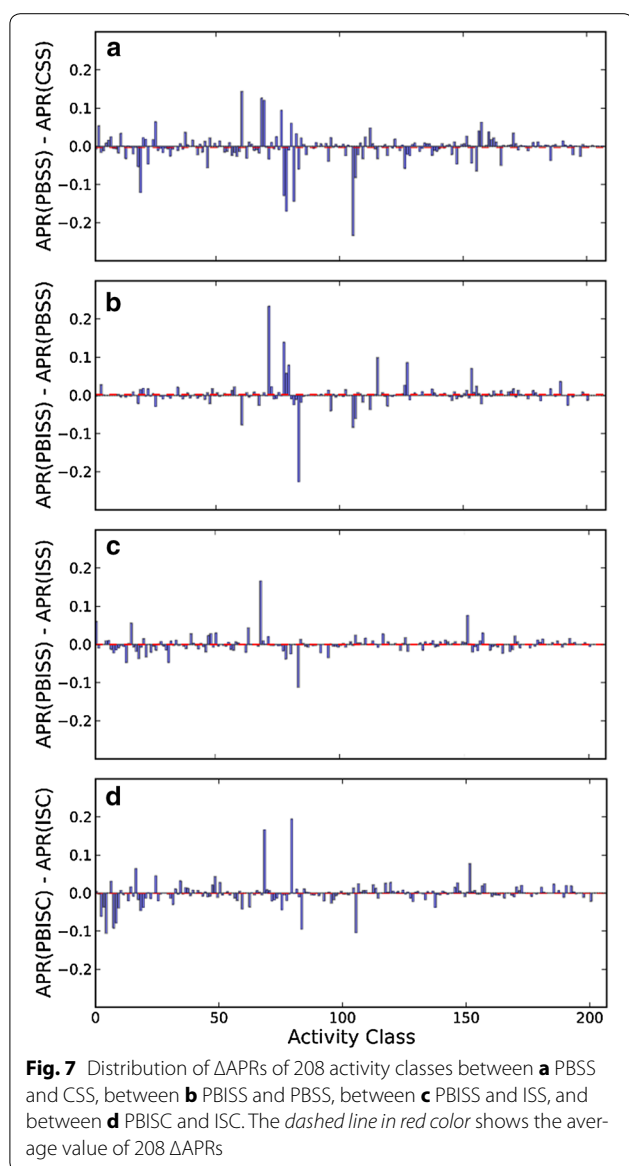 a
APR(PBSS) - APR(CSS)
0.2
0.1
0.0
−0.1
−0.2
b
APR(PBISS) - APR(PBSS)
0.2
0.1
0.0
−0.1
−0.2
c
APR(PBISS) - APR(ISS)
0.2
0.1
0.0
−0.1
−0.2
d
APR(PBISC) - APR(ISC)
0.2
0.1
0.0
−0.1
−0.2
0 50 100 150 200
Activity Class
Fig. 7 Distribution of ΔAPRs of 208 activity classes between a PBSS
and CSS, between b PBISS and PBSS, between c PBISS and ISS, and
between d PBISC and ISC. The dashed line in red color shows the aver-
age value of 208 ΔAPRs